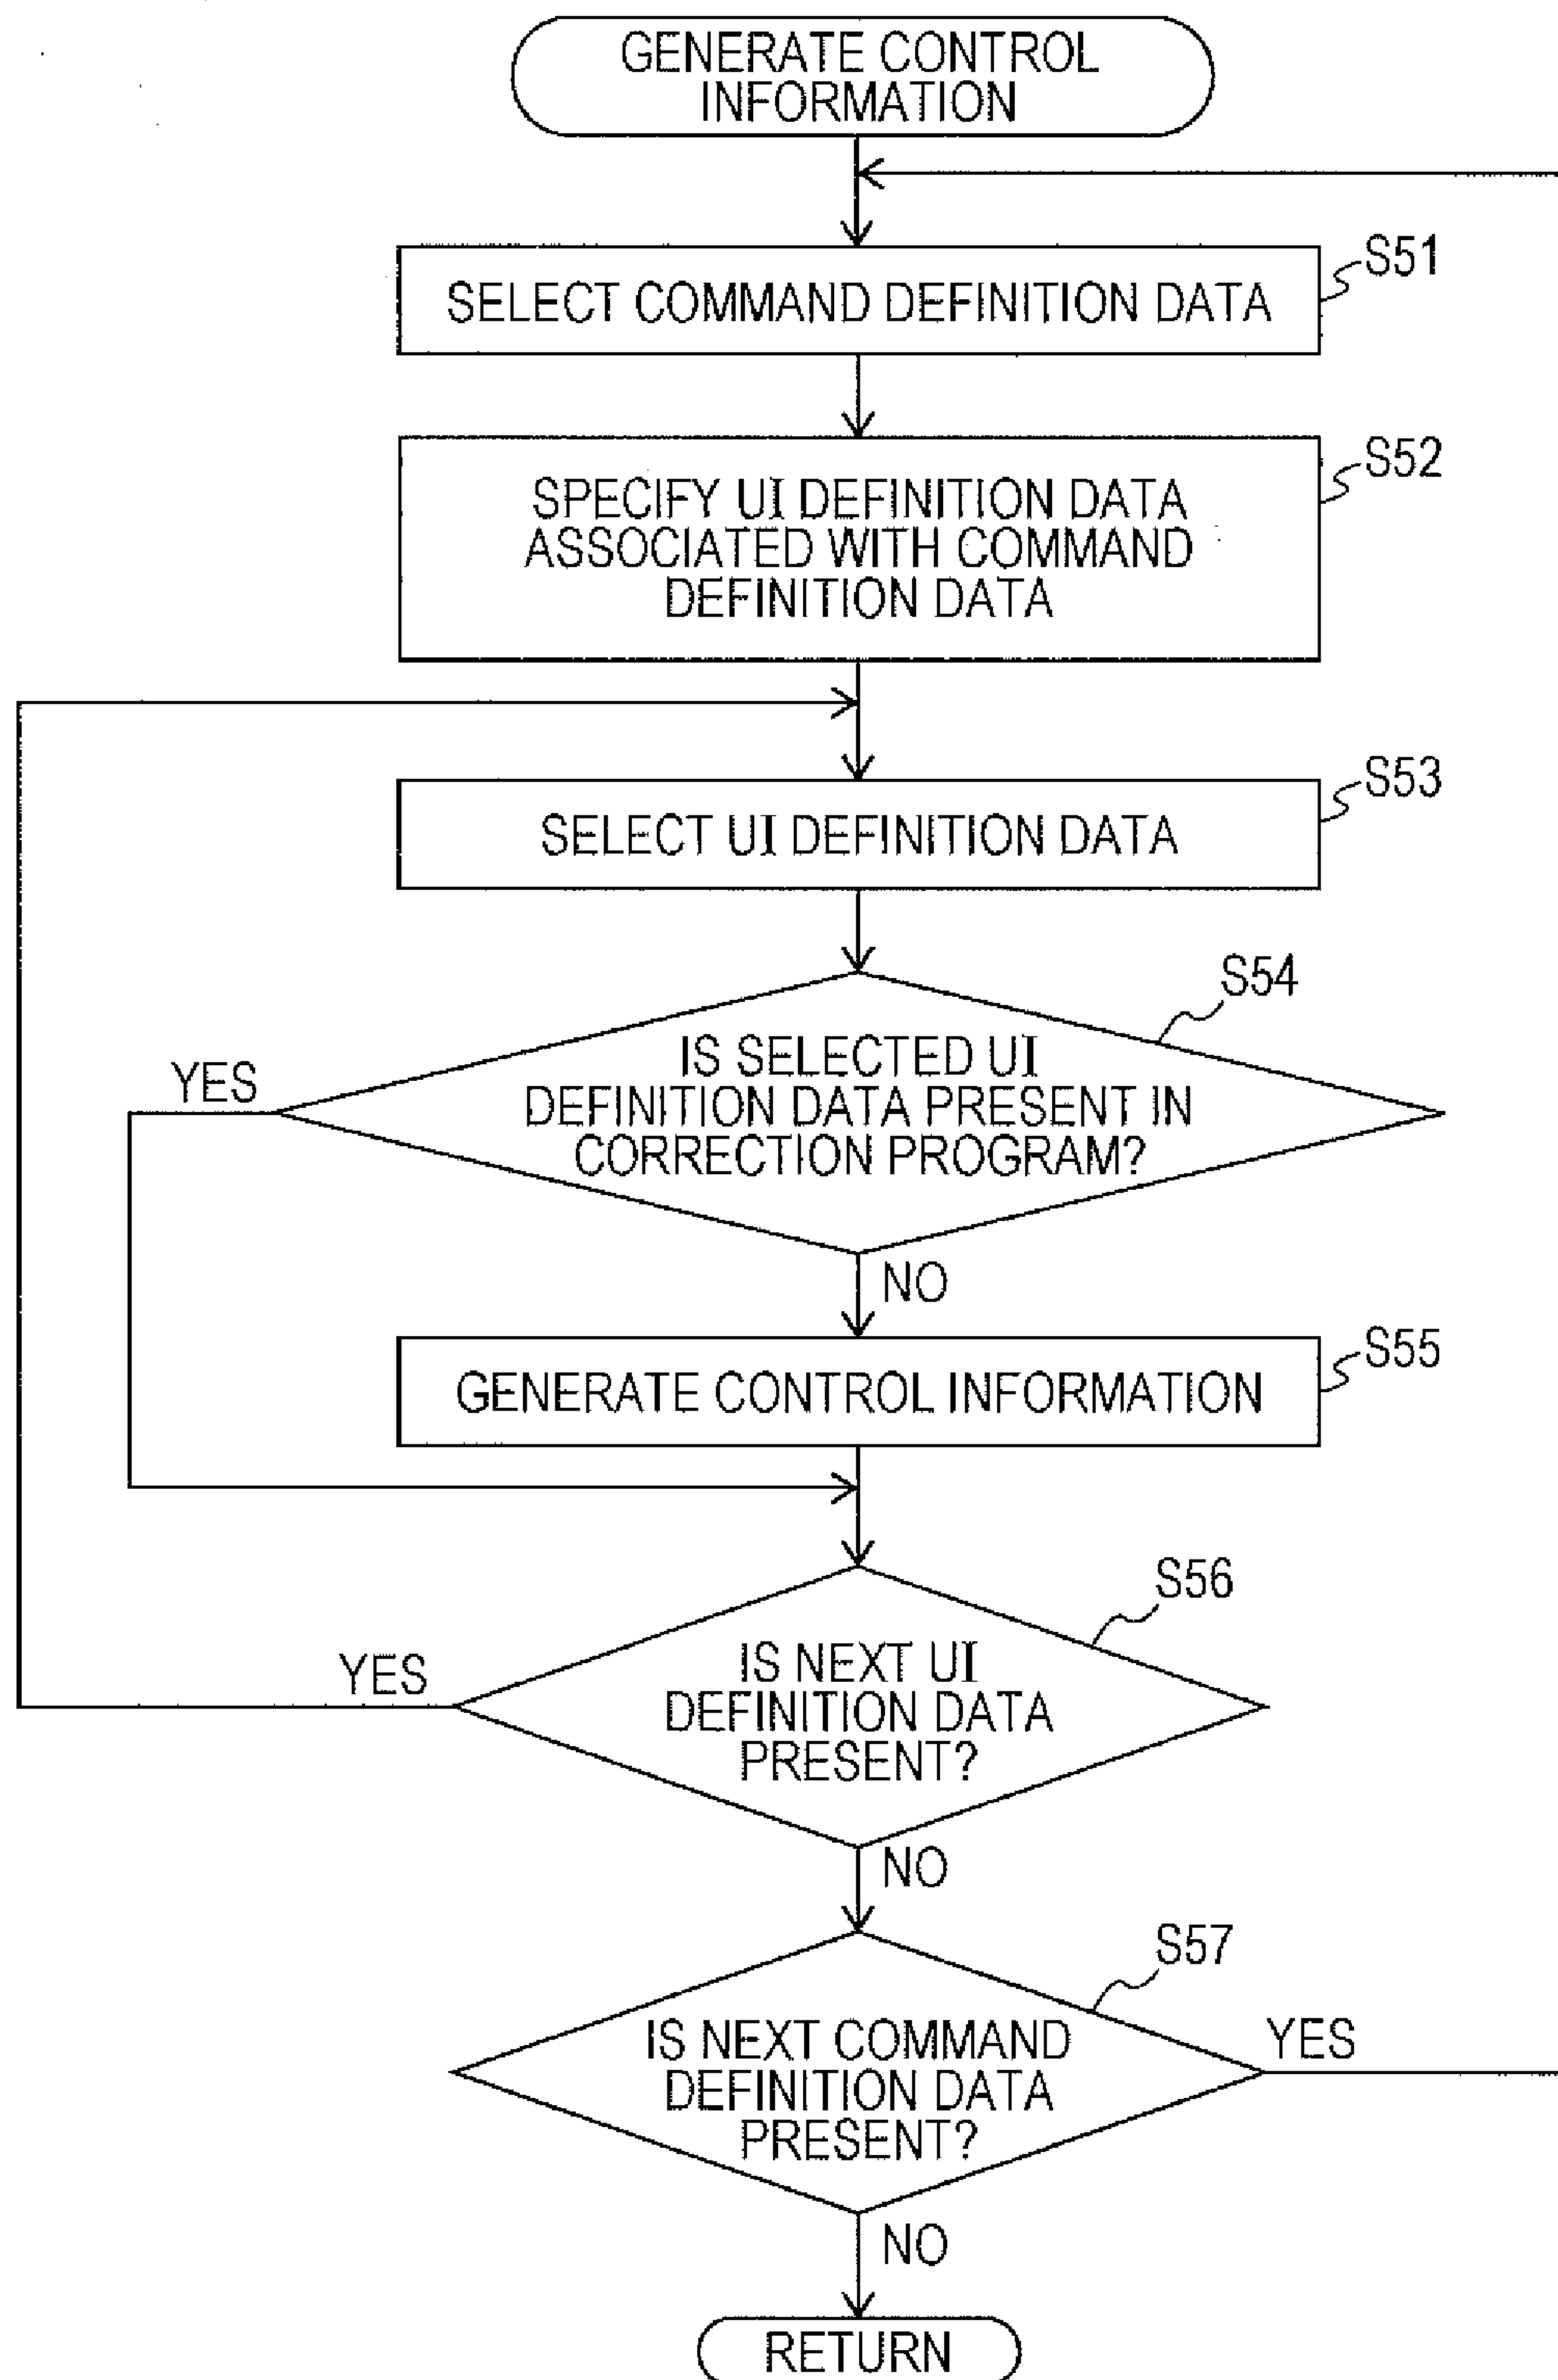 GENERATE CONTROL
INFORMATION
S51
SELECT COMMAND DEFINITION DATA
S52
SPECIFY UI DEFINITION DATA
ASSOCIATED WITH COMMAND
DEFINITION DATA
S53
SELECT UI DEFINITION DATA
S54
IS SELECTED UI
DEFINITION DATA PRESENT IN
CORRECTION PROGRAM?
YES
NO
S55
GENERATE CONTROL INFORMATION
S56
IS NEXT UI
DEFINITION DATA
PRESENT?
YES
NO
S57
IS NEXT COMMAND
DEFINITION DATA
PRESENT?
YES
NO
RETURN